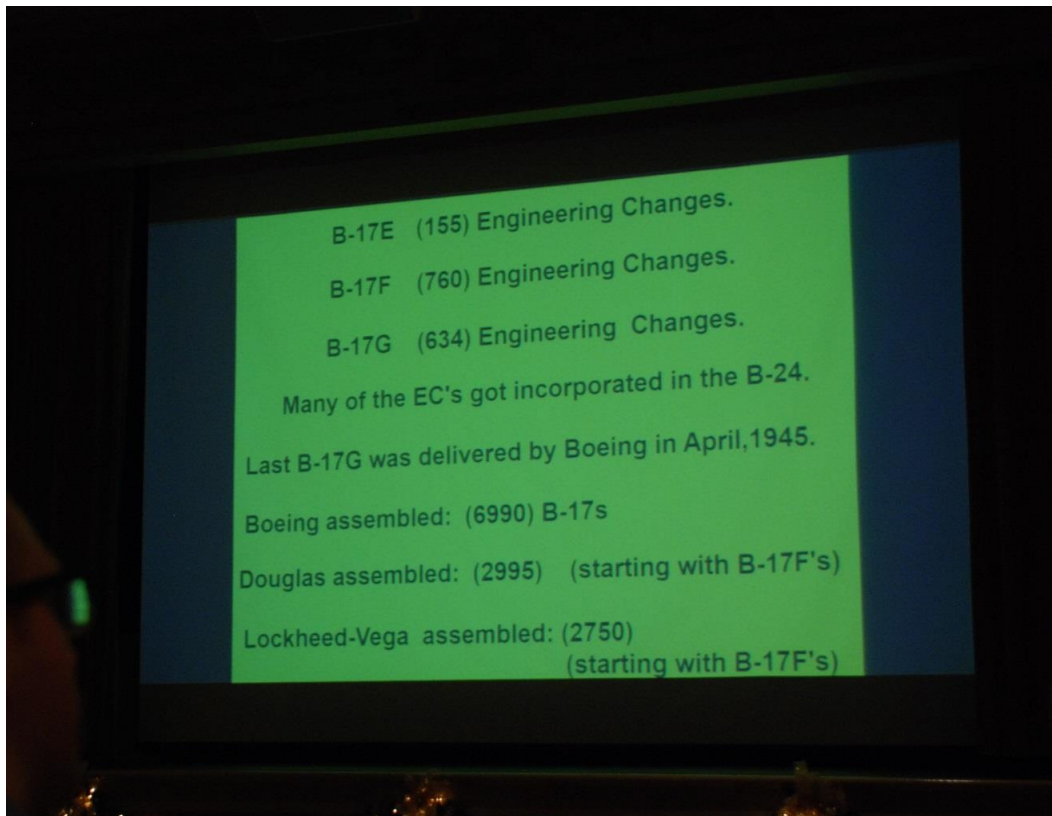 B-17E (155) Engineering Changes.
B-17F (760) Engineering Changes.
B-17G (634) Engineering Changes.
Many of the EC's got incorporated in the B-24.
Last B-17G was delivered by Boeing in April,1945.
Boeing assembled: (6990) B-17s
Douglas assembled: (2995) (starting with B-17F's)
Lockheed-Vega assembled: (2750)
(starting with B-17F's)